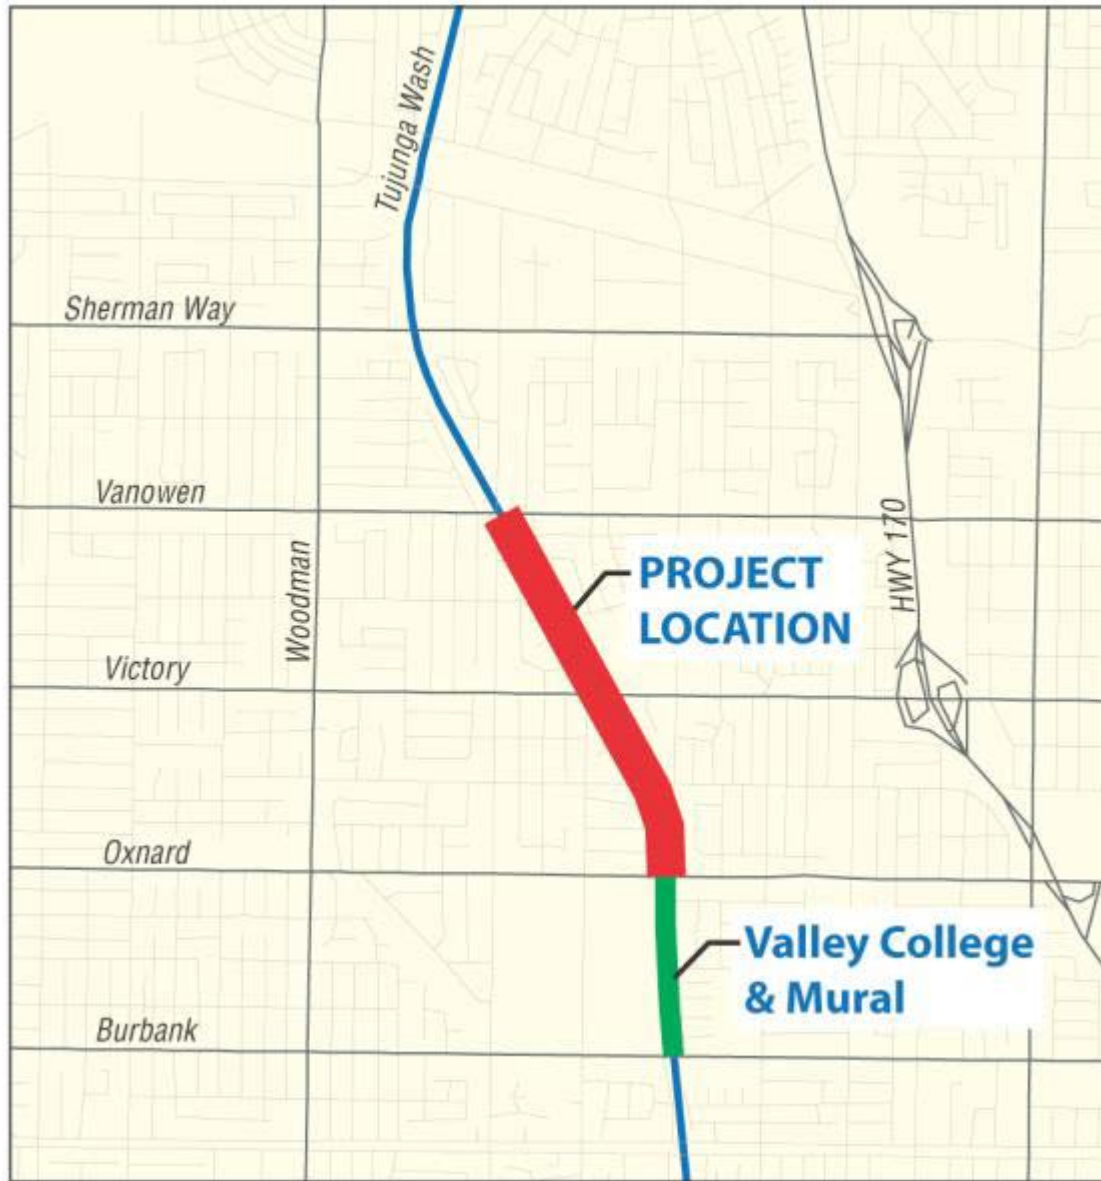 Tujunga Wash
Sherman Way
Vanowen
HWY 170
Woodman
PROJECT
LOCATION
Victory
Oxnard
Valley College
& Mural
Burbank